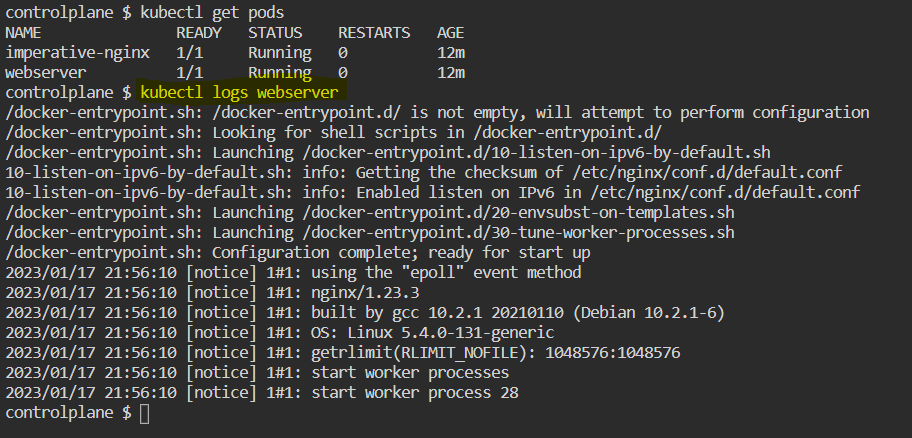 controlplane $ kubectl get pods
NAME READY STATUS RESTARTS AGE
imperative-nginx 1/1 Running 0 12m
webserver 1/1 Running 0 12m
controlplane $ kubectl logs webserver
/docker-entrypoint.sh: /docker-entrypoint.d/ is not empty, will attempt to perform configuration
/docker-entrypoint.sh: Looking for shell scripts in /docker-entrypoint.d/
/docker-entrypoint.sh: Launching /docker-entrypoint.d/10-listen-on-ipv6-by-default.sh
10-listen-on-ipv6-by-default.sh: info: Getting the checksum of /etc/nginx/conf.d/default.conf
10-listen-on-ipv6-by-default.sh: info: Enabled listen on IPv6 in /etc/nginx/conf.d/default.conf
/docker-entrypoint.sh: Launching /docker-entrypoint.d/20-envsubst-on-templates.sh
/docker-entrypoint.sh: Launching /docker-entrypoint.d/30-tune-worker-processes.sh
/docker-entrypoint.sh: Configuration complete; ready for start up
2023/01/17 21:56:10 [notice] 1#1: using the "epoll" event method
2023/01/17 21:56:10 [notice] 1#1: nginx/1.23.3
2023/01/17 21:56:10 [notice] 1#1: built by gcc 10.2.1 20210110 (Debian 10.2.1-6)
2023/01/17 21:56:10 [notice] 1#1: OS: Linux 5.4.0-131-generic
2023/01/17 21:56:10 [notice] 1#1: getrlimit(RLIMIT_NOFILE): 1048576:1048576
2023/01/17 21:56:10 [notice] 1#1: start worker processes
2023/01/17 21:56:10 [notice] 1#1: start worker process 28
controlplane $